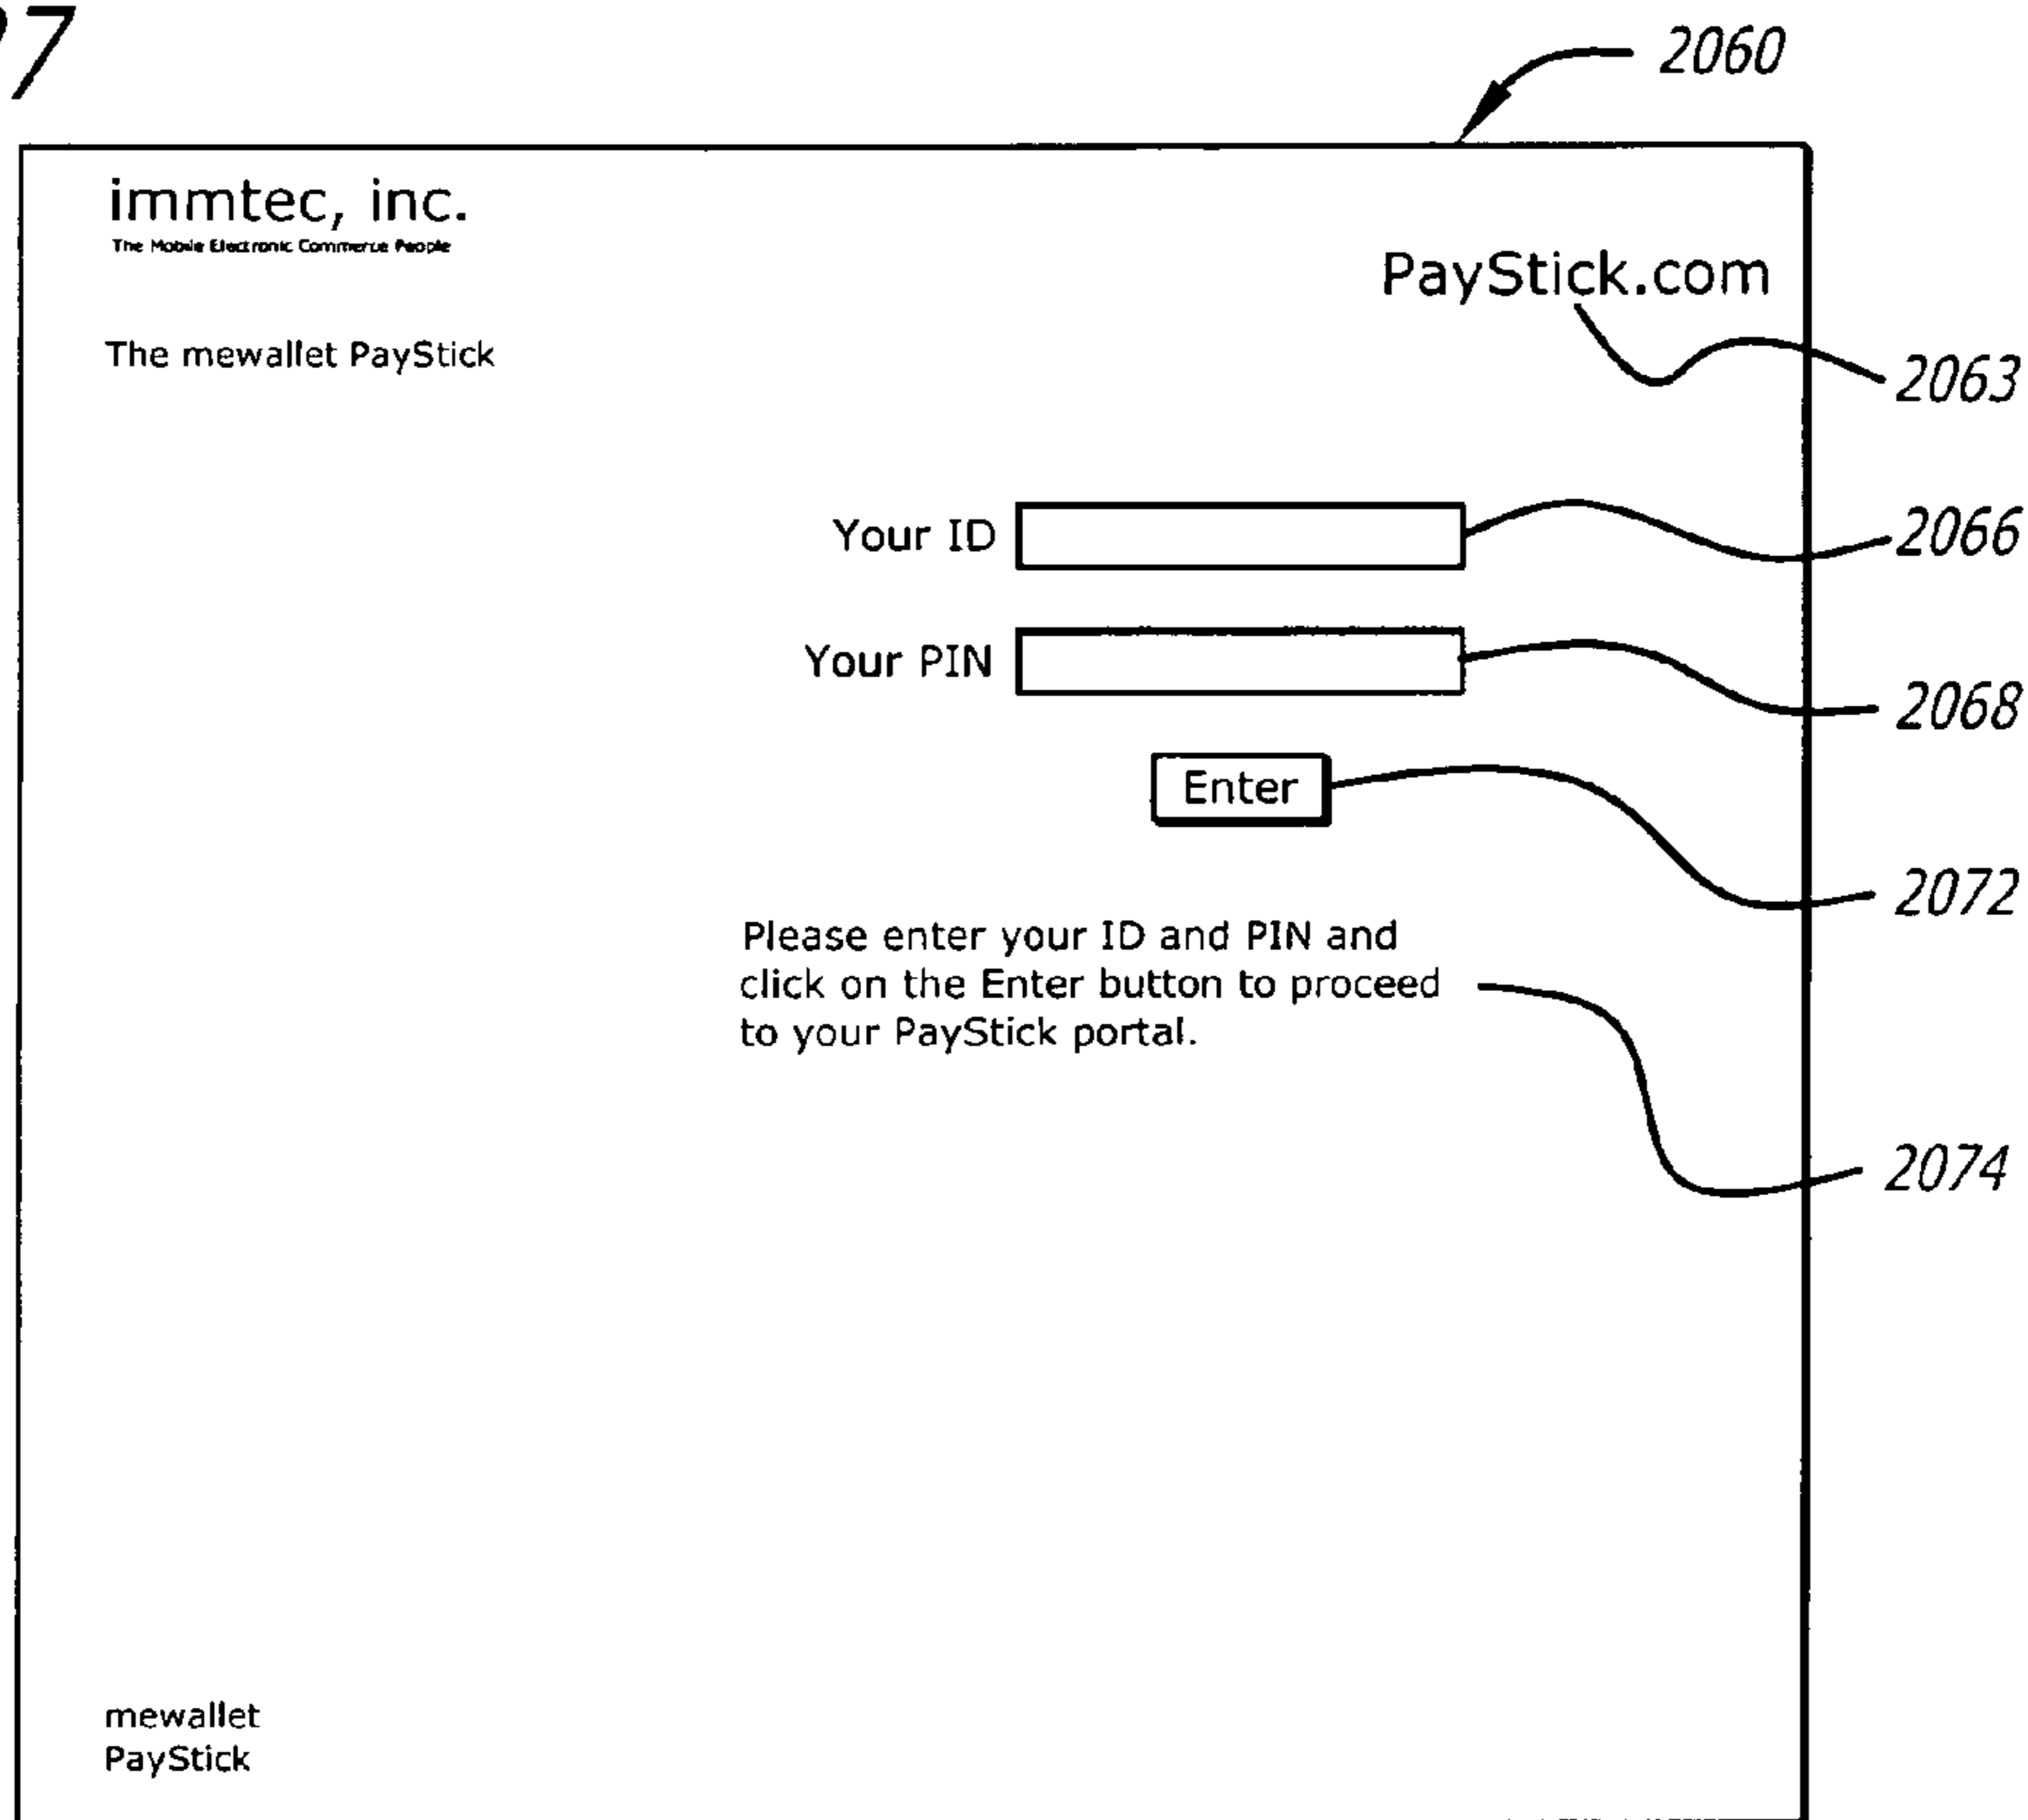 7
2060
immtec, inc.
The Mobile Electronic Commerce People
PayStick.com
The mewallet PayStick
2063
Your ID
2066
Your PIN
2068
Enter
2072
Please enter your ID and PIN and
click on the Enter button to proceed
to your PayStick portal.
2074
mewallet
PayStick